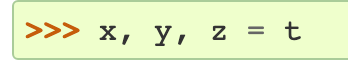 >>> x, y, z = t